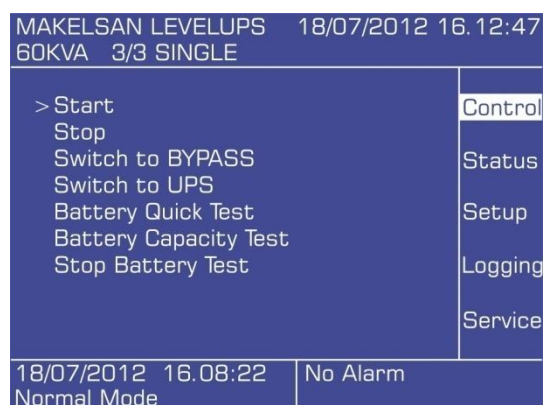 MAKELSAN LEVELUPS 18/07/2012 16.12:47
60KVA 3/3 SINGLE
>Start
Stop
Switch to BYPASS
Switch to UPS
Battery Quick Test
Battery Capacity Test
Stop Battery Test
Control
Status
Setup
Logging
Service
18/07/2012 16.08:22
Normal Mode
No Alarm